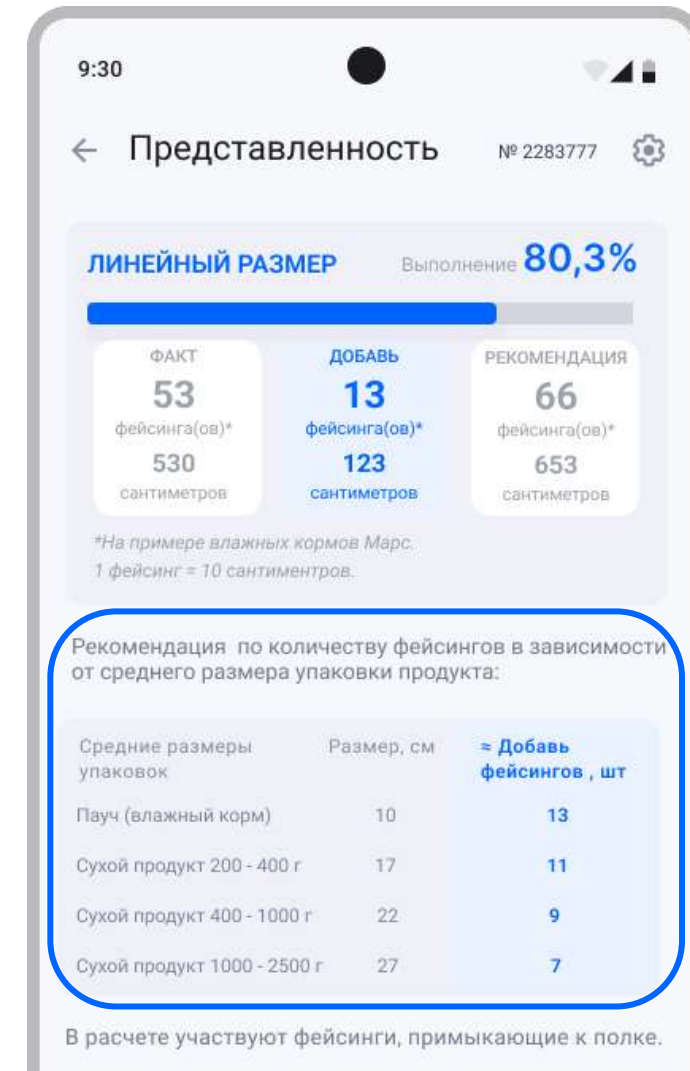 9:30
Представленность № 2283777
ЛИНЕЙНЫЙ РАЗМЕР Выполнение 80,3%
ФАКТ ДОБАВЬ РЕКОМЕНДАЦИЯ
53 13 66
фейсинга(ов)* фейсинга(ов)* фейсинга(ов)*
530 123 653
сантиметров сантиметров сантиметров
*На примере влажных кормов Марс.
1 фейсинг = 10 сантиментров.
Рекомендация по количеству фейсингов в зависимости
от среднего размера упаковки продукта:
Средние размеры Размер, см ≈ Добавь
упаковок фейсингов , шт
Пауч (влажный корм) 10 13
Сухой продукт 200 - 400 г 17 11
Сухой продукт 400 - 1000 г 22 9
Сухой продукт 1000 - 2500 г 27 7
В расчете участвуют фейсинги, примыкающие к полке.